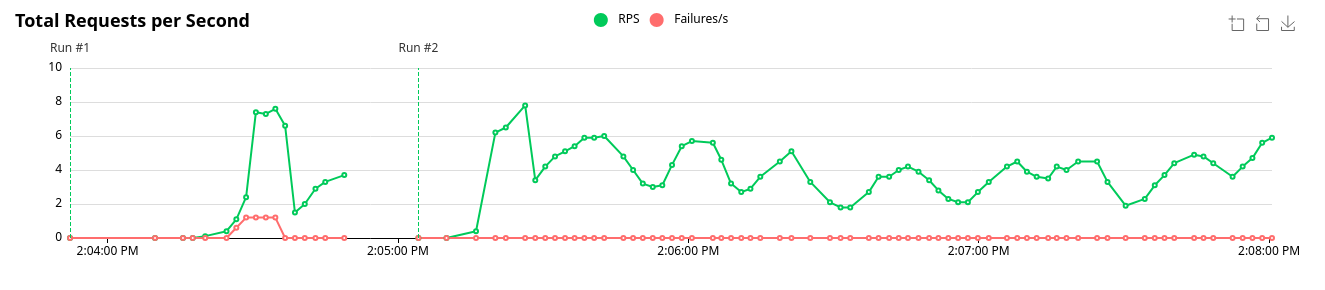 Total Requests per Second
RPS Failures/s
Run #1 Run #2
10
8
6
4
2
0
2:04:00 PM 2:05:00 PM 2:06:00 PM 2:07:00 PM 2:08:00 PM